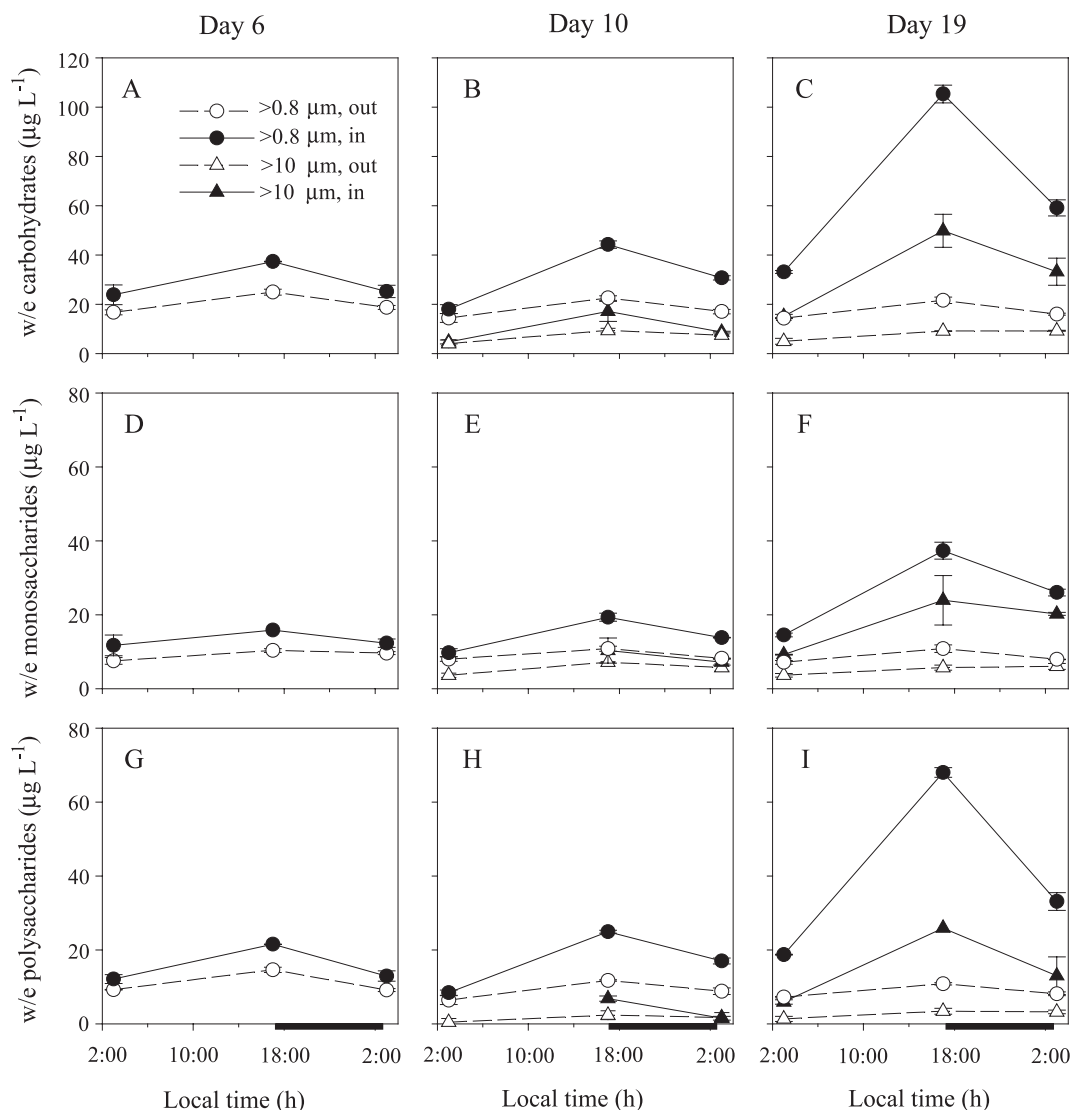 Day 6 Day 10 Day 19
w/e carbohydrates (µg L⁻¹)
120
100
80
60
40
20
0
A
>0.8 µm, out
>0.8 µm, in
>10 µm, out
>10 µm, in
B
C
w/e monosaccharides (µg L⁻¹)
80
60
40
20
0
D
E
F
w/e polysaccharides (µg L⁻¹)
80
60
40
20
0
G
H
I
2:00 10:00 18:00 2:00 2:00 10:00 18:00 2:00 2:00 10:00 18:00 2:00
Local time (h) Local time (h) Local time (h)